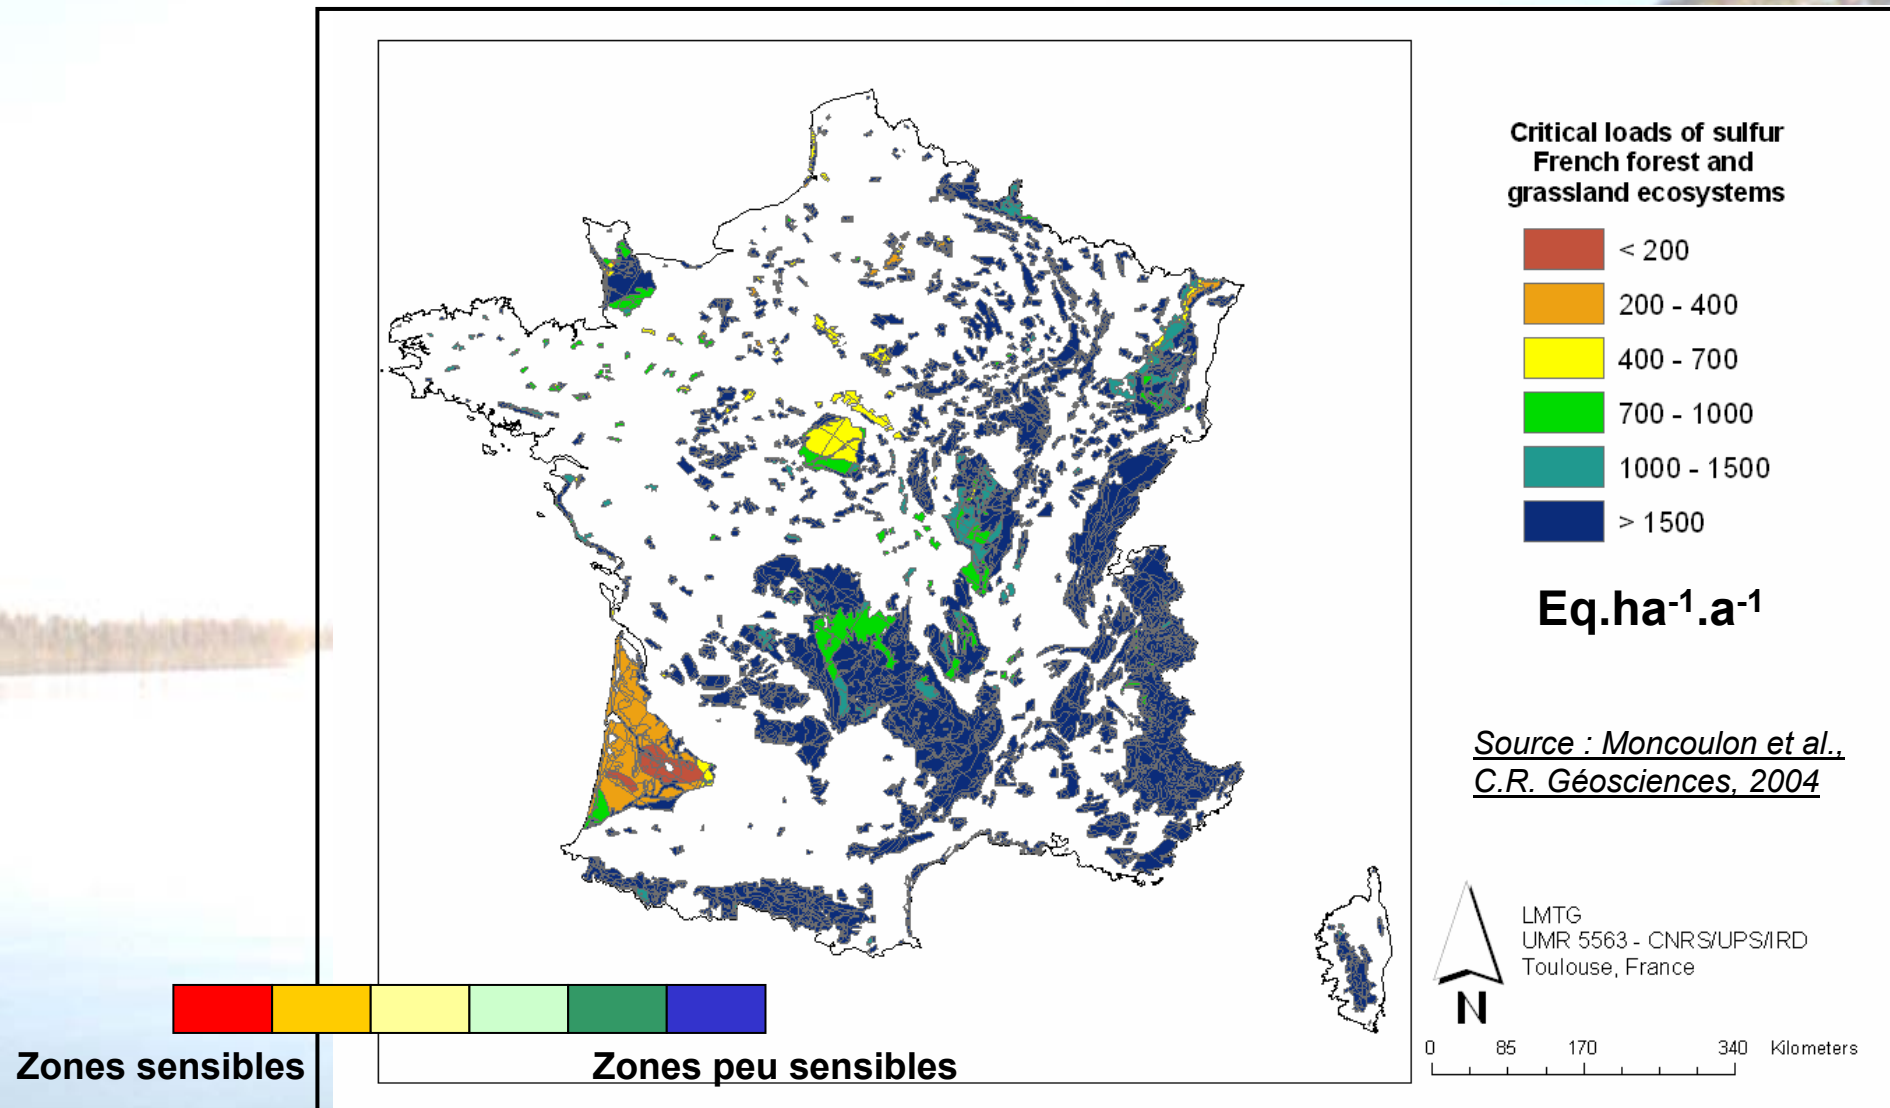 Critical loads of sulfur
French forest and
grassland ecosystems
< 200
200 - 400
400 - 700
700 - 1000
1000 - 1500
> 1500
Eq.ha-1.a-1
Source : Moncoulon et al.,
C.R. Géosciences, 2004
LMTG
UMR 5563 - CNRS/UPS/IRD
Toulouse, France
N
0 85 170 340 Kilometers
Zones sensibles
Zones peu sensibles